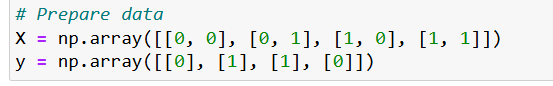 # Prepare data
X = np.array([[0, 0], [0, 1], [1, 0], [1, 1]])
y = np.array([[0], [1], [1], [0]])